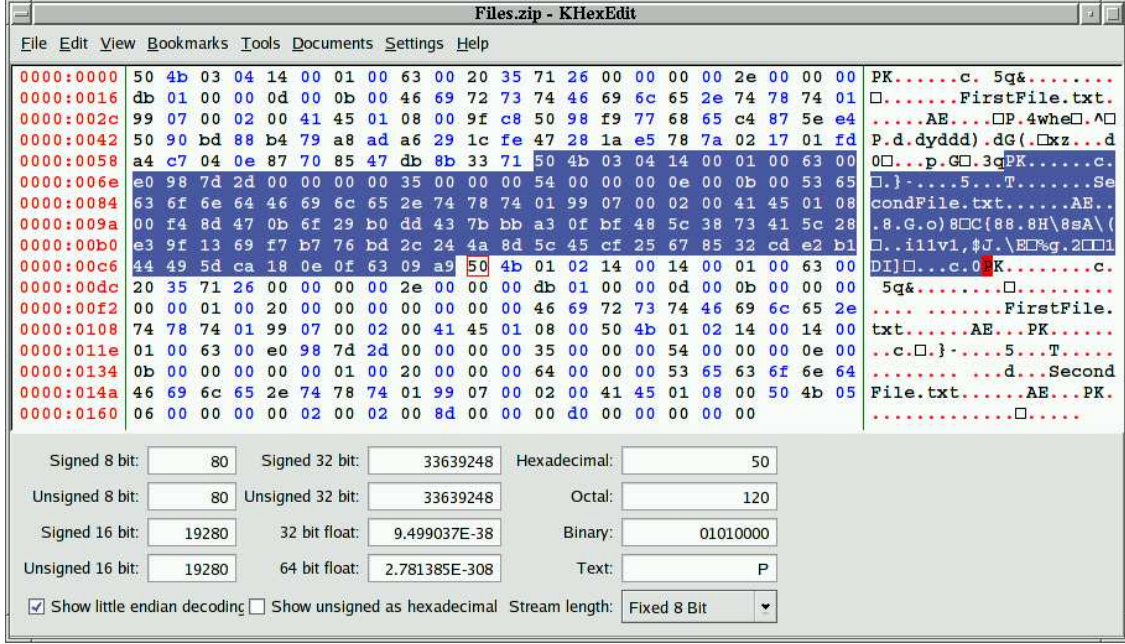 Files.zip - KHexEdit
File Edit View Bookmarks Tools Documents Settings Help
0000:0000 50 4b 03 04 14 00 01 00 63 00 20 35 71 26 00 00 00 00 2e 00 00 00 PK......c. 5q&........
0000:0016 db 01 00 00 0d 00 0b 00 46 69 72 73 74 46 69 6c 65 2e 74 78 74 01 □.......FirstFile.txt.
0000:002c 99 07 00 02 00 41 45 01 08 00 9f c8 50 98 f9 77 68 65 c4 87 5e e4 .....AE....□P.4whe□.^□
0000:0042 50 90 bd 88 b4 79 a8 ad a6 29 1c fe 47 28 1a e5 78 7a 02 17 01 fd P.d.dyddd).dG(.□xz...d
0000:0058 a4 c7 04 0e 87 70 85 47 db 8b 33 71 50 4b 03 04 14 00 01 00 63 00 0□...p.G□.3qPK......c.
0000:006e e0 98 7d 2d 00 00 00 00 35 00 00 00 54 00 00 00 0e 00 0b 00 53 65 □.}-....5...T.......Se
0000:0084 63 6f 6e 64 46 69 6c 65 2e 74 78 74 01 99 07 00 02 00 41 45 01 08 condFile.txt......AE..
0000:009a 00 f4 8d 47 0b 6f 29 b0 dd 43 7b bb a3 0f bf 48 5c 38 73 41 5c 28 .8.G.o)8□C{88.8H\8sA\(
0000:00b0 e3 9f 13 69 f7 b7 76 bd 2c 24 4a 8d 5c 45 cf 25 67 85 32 cd e2 b1 □..i11v1,$J.\E□%g.2□□1
0000:00c6 44 49 5d ca 18 0e 0f 63 09 a9 50 4b 01 02 14 00 14 00 01 00 63 00 DI]□...c.0PK........c.
0000:00dc 20 35 71 26 00 00 00 00 2e 00 00 00 db 01 00 00 0d 00 0b 00 00 00 5q&........□.........
0000:00f2 00 00 01 00 20 00 00 00 00 00 00 00 46 69 72 73 74 46 69 6c 65 2e .... .......FirstFile.
0000:0108 74 78 74 01 99 07 00 02 00 41 45 01 08 00 50 4b 01 02 14 00 14 00 txt......AE...PK......
0000:011e 01 00 63 00 e0 98 7d 2d 00 00 00 00 35 00 00 00 54 00 00 00 0e 00 ..c.□.}-....5...T.....
0000:0134 0b 00 00 00 00 00 01 00 20 00 00 00 64 00 00 00 53 65 63 6f 6e 64 ........ ...d...Second
0000:014a 46 69 6c 65 2e 74 78 74 01 99 07 00 02 00 41 45 01 08 00 50 4b 05 File.txt......AE...PK.
0000:0160 06 00 00 00 00 02 00 02 00 8d 00 00 00 d0 00 00 00 00 00 .............□.....
Signed 8 bit: 80 Signed 32 bit: 33639248 Hexadecimal: 50
Unsigned 8 bit: 80 Unsigned 32 bit: 33639248 Octal: 120
Signed 16 bit: 19280 32 bit float: 9.499037E-38 Binary: 01010000
Unsigned 16 bit: 19280 64 bit float: 2.781385E-308 Text: P
Show little endian decoding Show unsigned as hexadecimal Stream length: Fixed 8 Bit